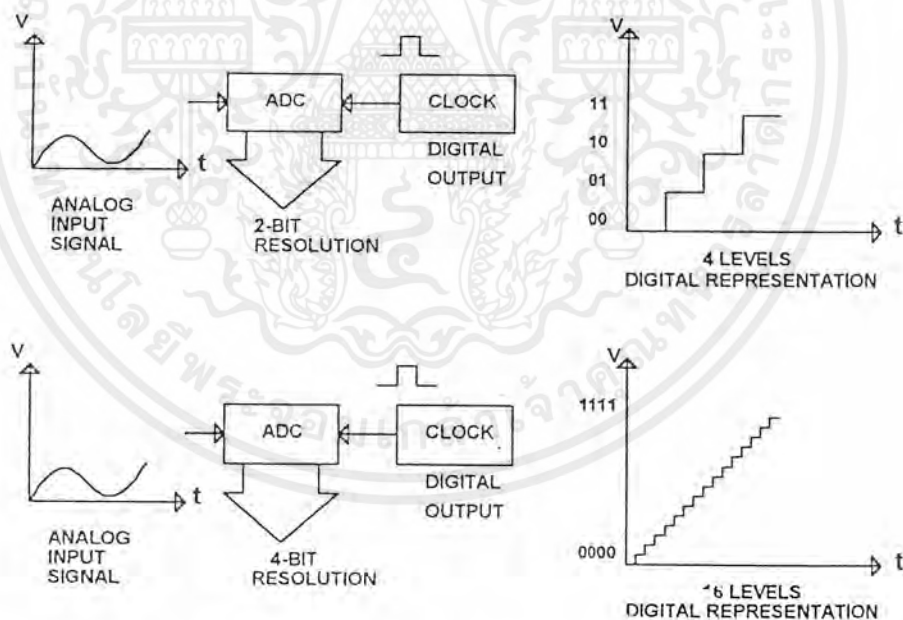 V
t
ANALOG
INPUT
SIGNAL
ADC
2-BIT
RESOLUTION
CLOCK
DIGITAL
OUTPUT
V
11
10
01
00
t
4 LEVELS
DIGITAL REPRESENTATION
V
t
ANALOG
INPUT
SIGNAL
ADC
4-BIT
RESOLUTION
CLOCK
DIGITAL
OUTPUT
V
1111
0000
t
16 LEVELS
DIGITAL REPRESENTATION